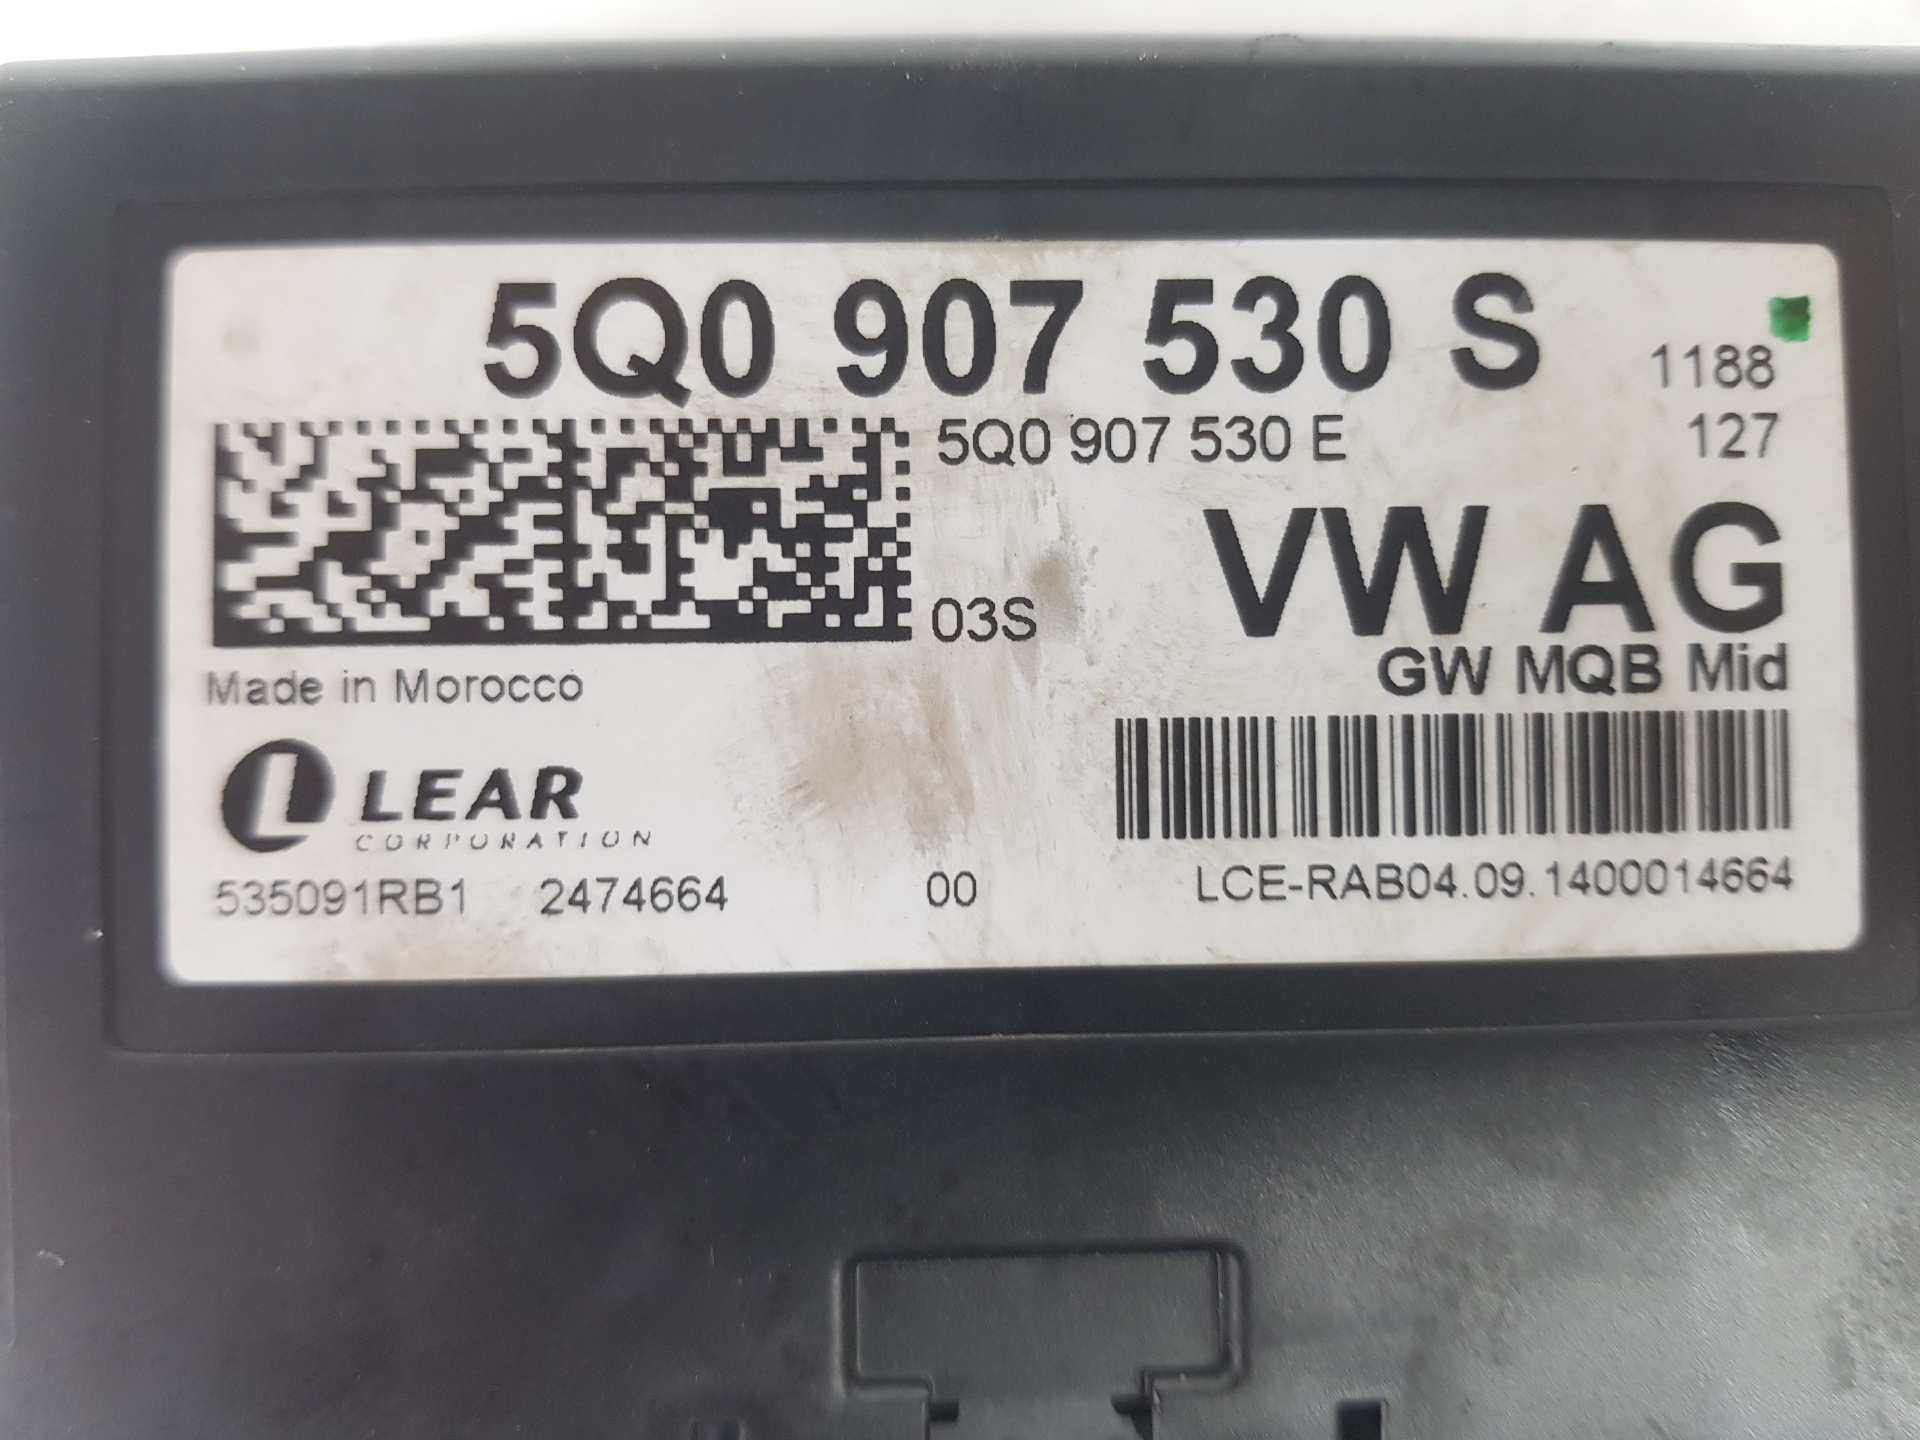 5Q0 907 530 S
1188
5Q0 907 530 E
127
VW AG
03S
GW MQB Mid
Made in Morocco
L LEAR
CORPORATION
535091RB1 2474664 00 LCE-RAB04.09.1400014664